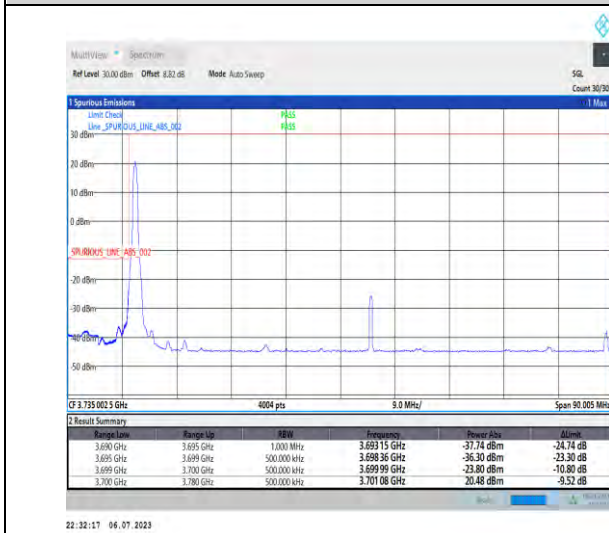 MultiView Spectrum
Ref Level 30.00 dBm Offset 8.82 dB Mode Auto Sweep SGL
Count 30/30
1 Spurious Emissions 1 Max
Limit Check PASS
Line _SPURIOUS_LINE_ABS_002 PASS
30 dBm
20 dBm
10 dBm
0 dBm
_SPURIOUS_LINE_ABS_002
-20 dBm
-30 dBm
-40 dBm
-50 dBm
CF 3.735 002 5 GHz 4004 pts 9.0 MHz/ Span 90.005 MHz
2 Result Summary
Range Low Range Up RBW Frequency Power Abs ΔLimit
3.690 GHz 3.695 GHz 1.000 MHz 3.693 15 GHz -37.74 dBm -24.74 dB
3.695 GHz 3.699 GHz 500.000 kHz 3.698 36 GHz -36.30 dBm -23.30 dB
3.699 GHz 3.700 GHz 500.000 kHz 3.699 99 GHz -23.80 dBm -10.80 dB
3.700 GHz 3.780 GHz 500.000 kHz 3.701 08 GHz 20.48 dBm -9.52 dB
Ready
22:32:17 06.07.2023